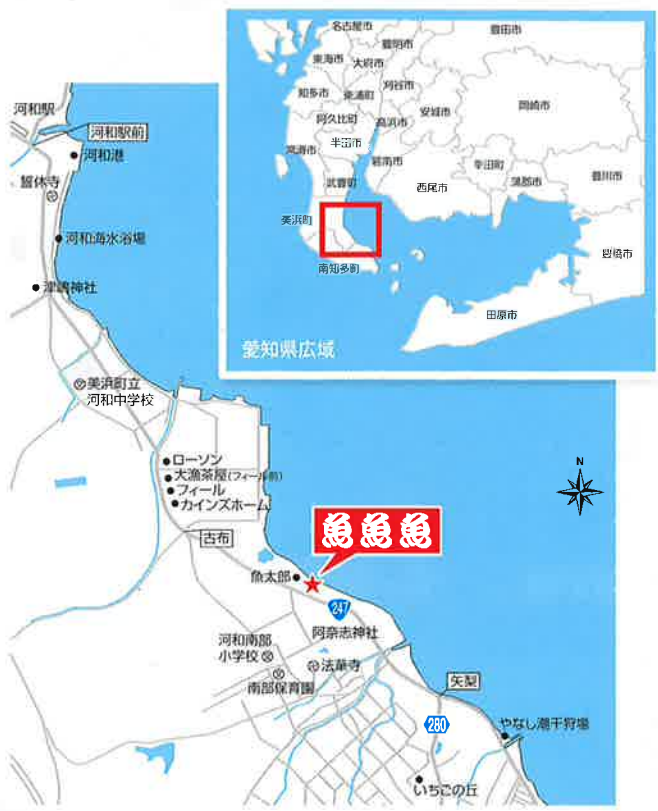 名古屋市
豊明市
豊田市
東海市
大府市
知多市
東浦町
刈谷市
安城市
岡崎市
阿久比町
高浜市
半田市
常滑市
碧南市
武豊町
西尾市
幸田町
蒲郡市
豊川市
美浜町
豊橋市
南知多町
田原市
愛知県広域
河和駅
河和駅前
河和港
誓休寺
河和海水浴場
津嶋神社
美浜町立
河和中学校
ローソン
大漁茶屋(フィール前)
フィール
カインズホーム
N
古布
魚魚魚
魚太郎
247
阿奈志神社
河和南部
小学校
法華寺
南部保育園
矢梨
280
やなし潮干狩場
いちごの丘